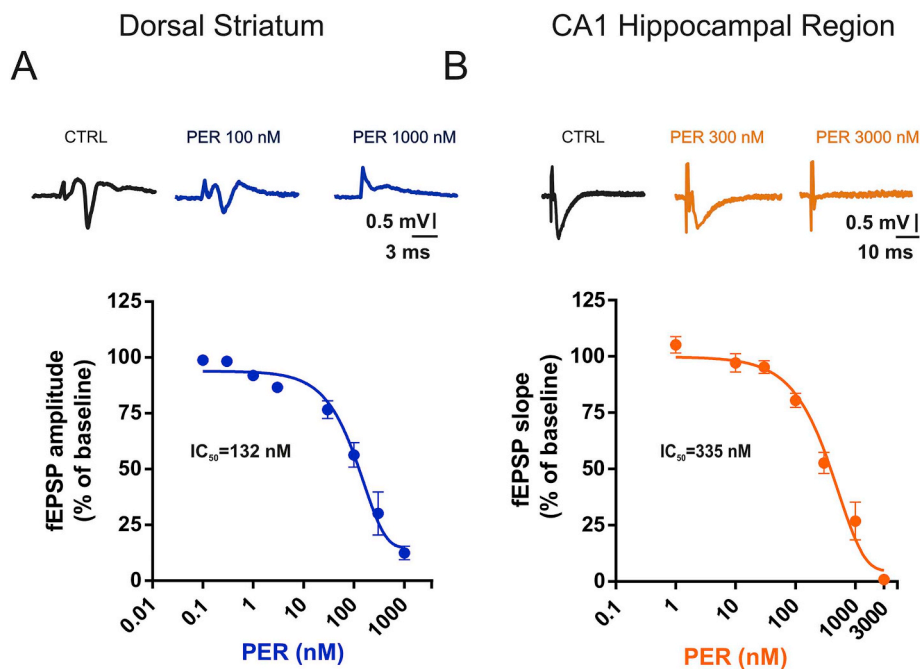 Dorsal Striatum
CA1 Hippocampal Region
A
B
CTRL
PER 100 nM
PER 1000 nM
0.5 mV
3 ms
CTRL
PER 300 nM
PER 3000 nM
0.5 mV
10 ms
fEPSP amplitude
(% of baseline)
125
100
75
50
25
0
IC₅₀=132 nM
0.01
0.1
1
10
100
1000
PER (nM)
fEPSP slope
(% of baseline)
125
100
75
50
25
0
IC₅₀=335 nM
0.1
1
10
100
1000
3000
PER (nM)